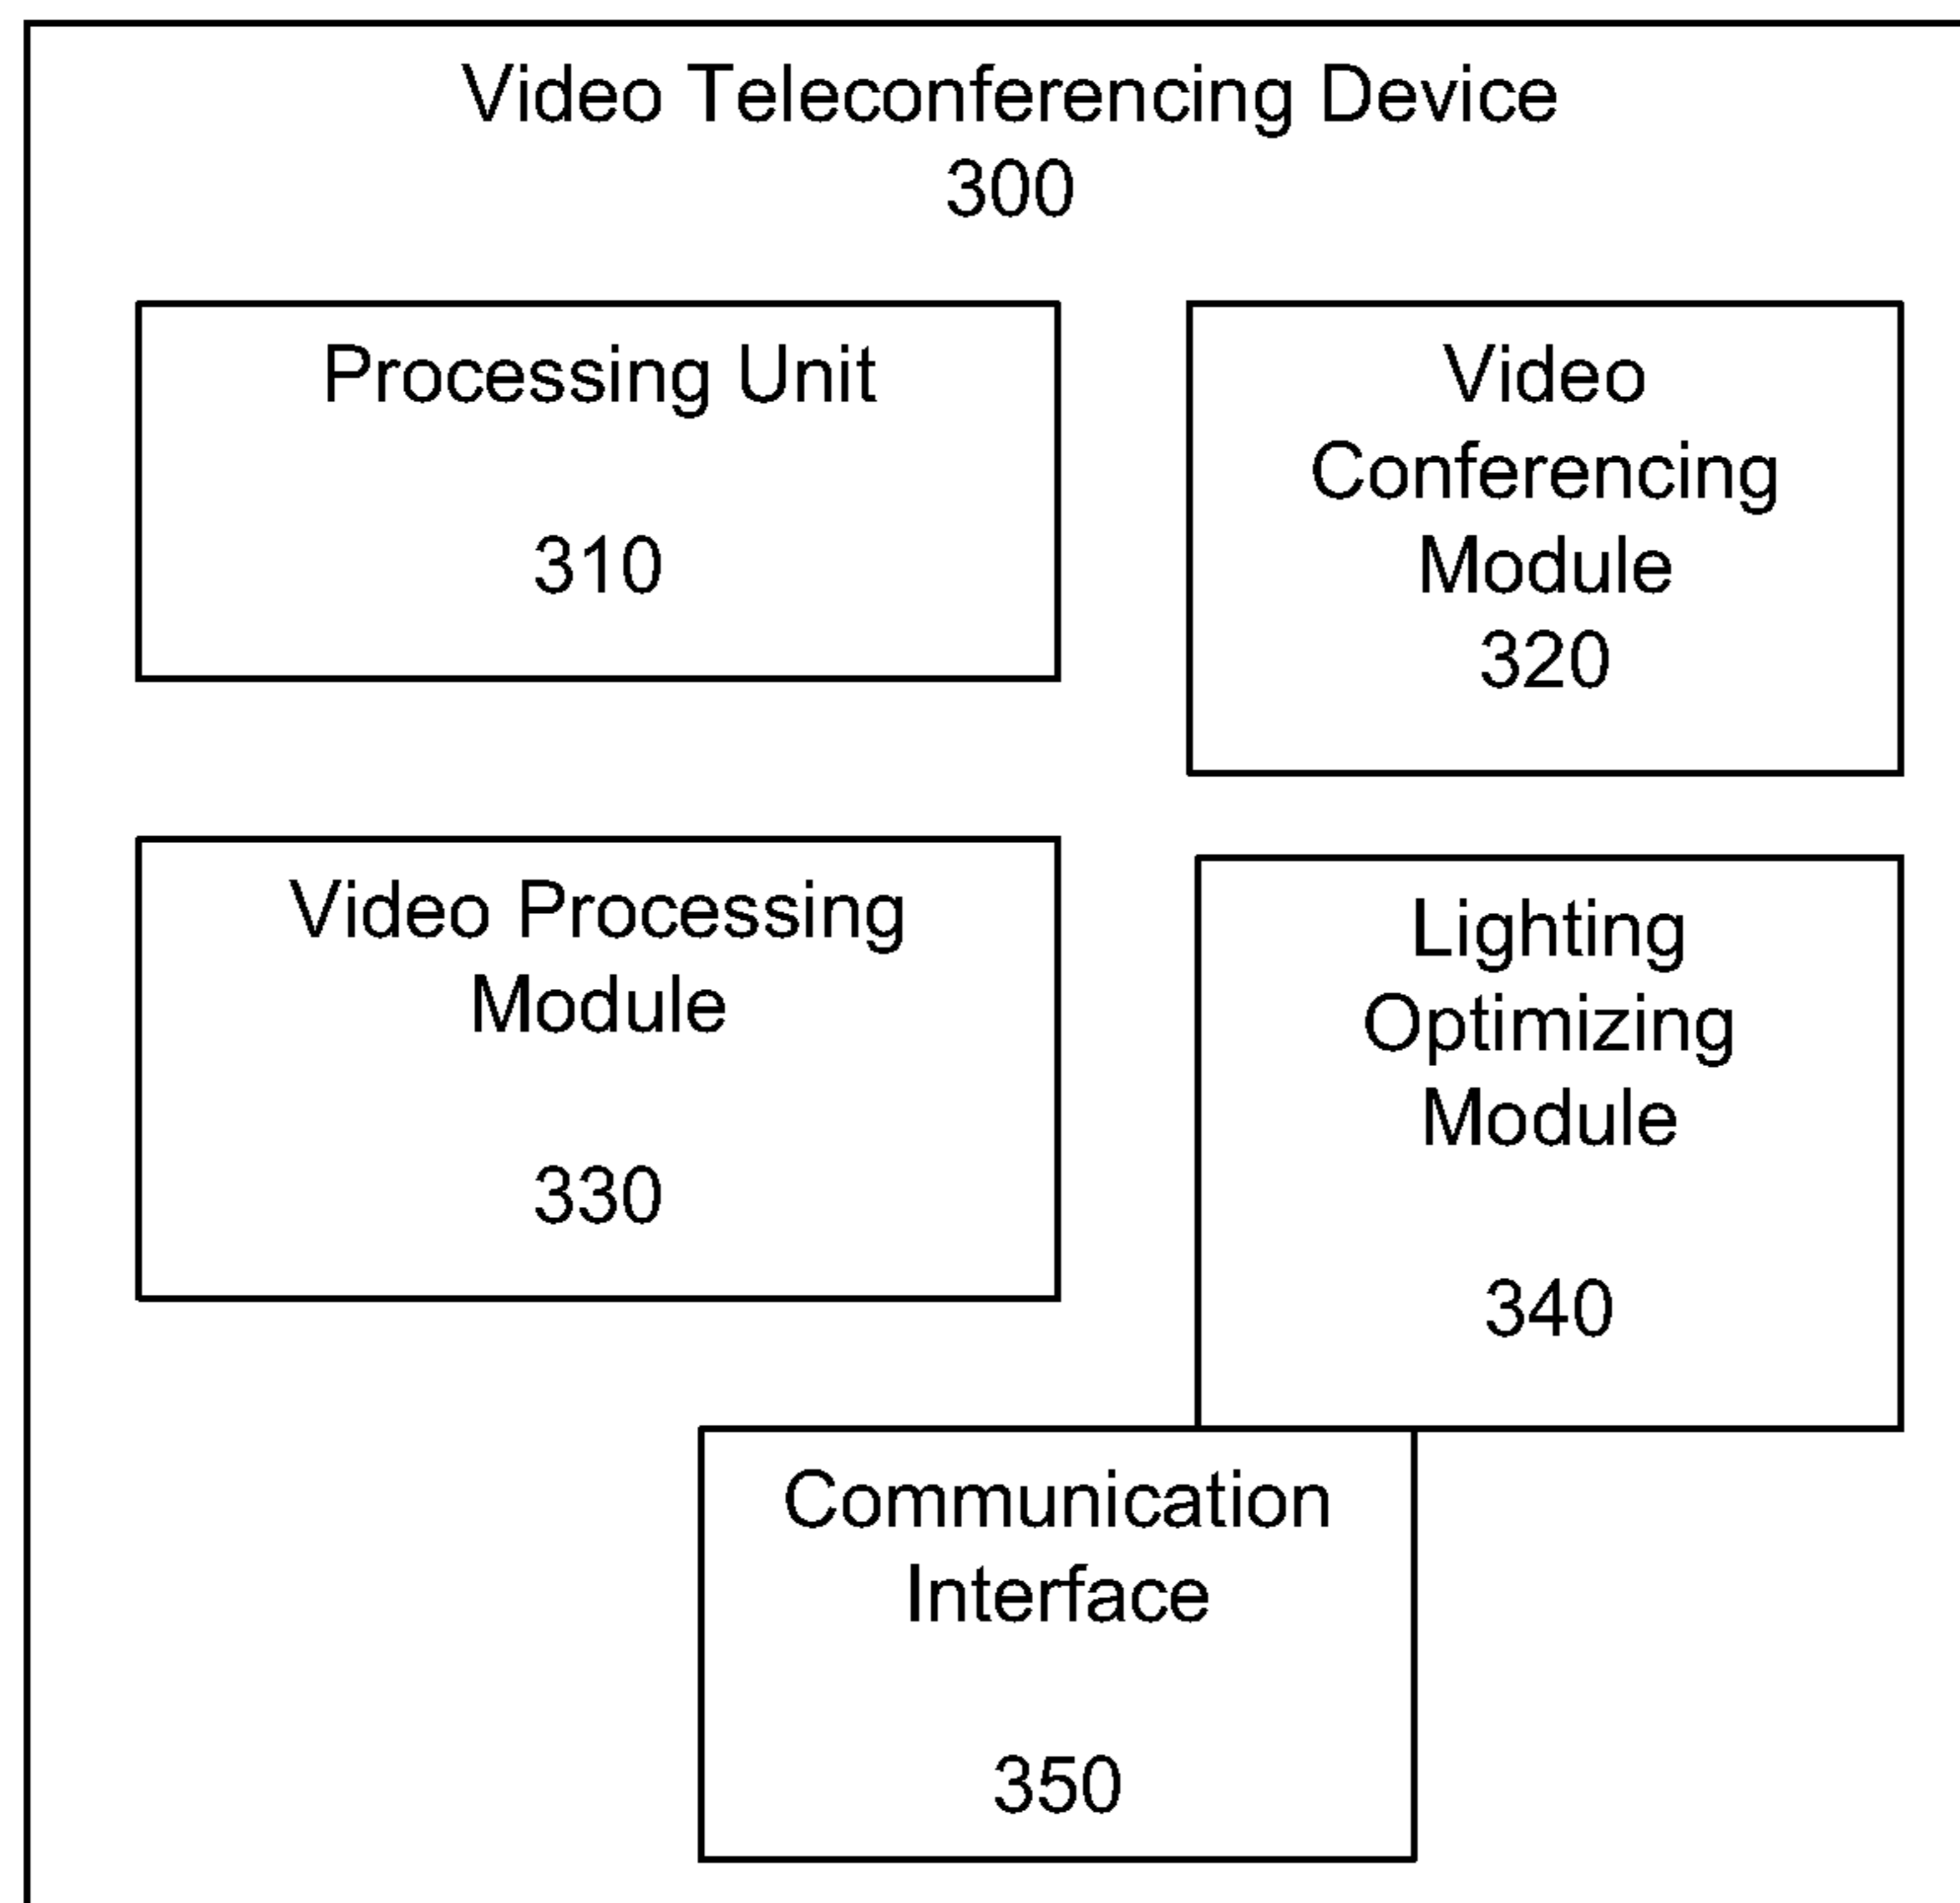 Video Teleconferencing Device
300
Processing Unit
310
Video
Conferencing
Module
320
Video Processing
Module
330
Lighting
Optimizing
Module
340
Communication
Interface
350